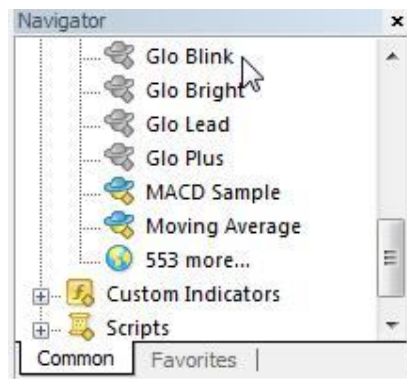 Navigator
Glo Blink
Glo Bright
Glo Lead
Glo Plus
MACD Sample
Moving Average
553 more...
Custom Indicators
Scripts
Common Favorites |